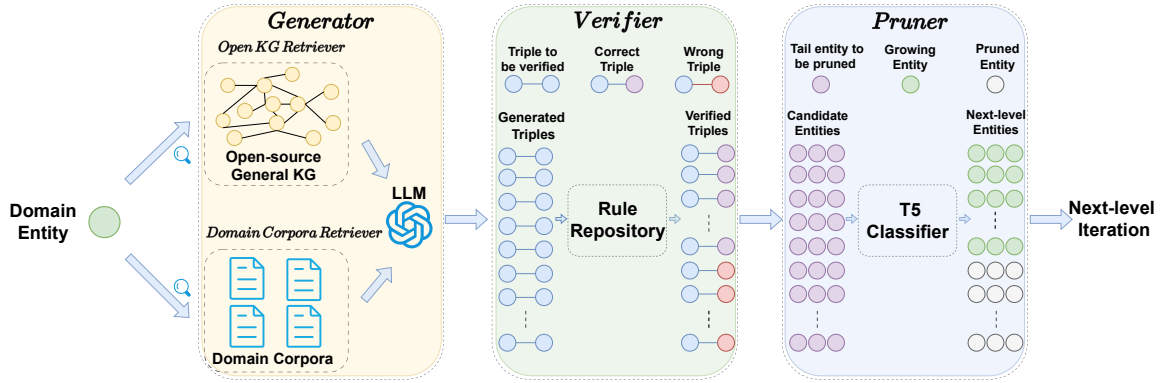 Domain
Entity
Generator
Open KG Retriever
Open-source
General KG
LLM
Domain Corpora Retriever
Domain Corpora
Verifier
Triple to
be verified
Correct
Triple
Wrong
Triple
Generated
Triples
Rule
Repository
Verified
Triples
Pruner
Tail entity to
be pruned
Growing
Entity
Pruned
Entity
Candidate
Entities
T5
Classifier
Next-level
Entities
Next-level
Iteration